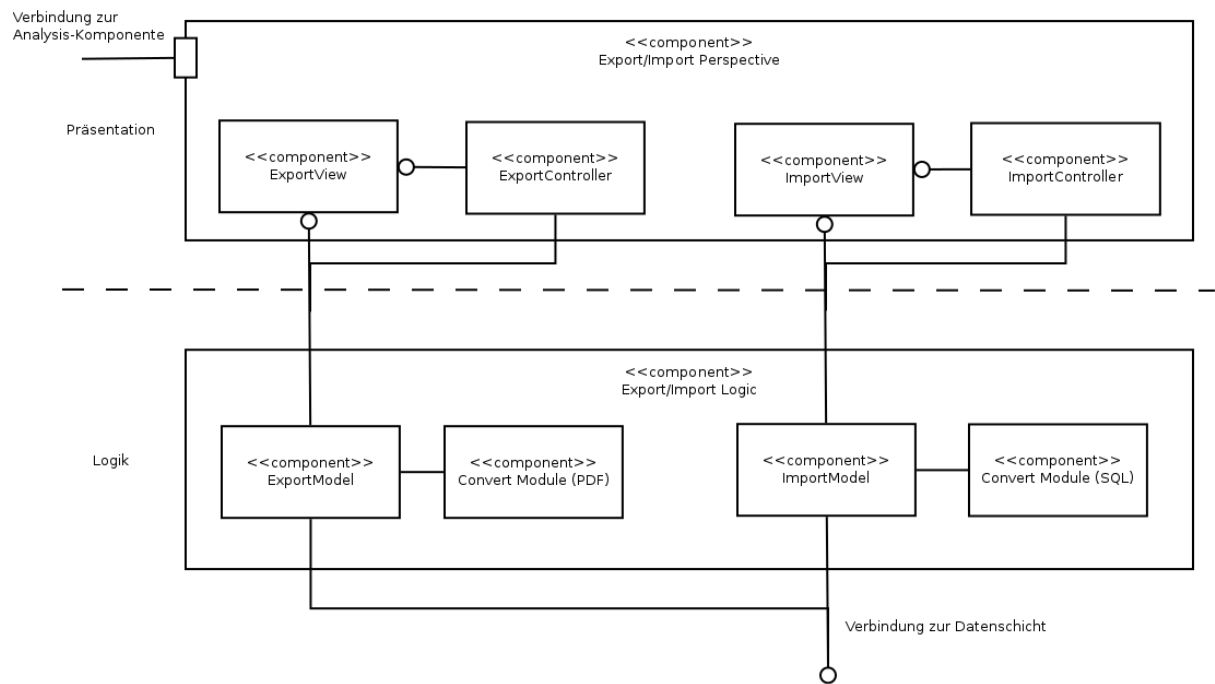 Verbindung zur
Analysis-Komponente
<<component>>
Export/Import Perspective
Präsentation
<<component>>
ExportView
<<component>>
ExportController
<<component>>
ImportView
<<component>>
ImportController
<<component>>
Export/Import Logic
Logik
<<component>>
ExportModel
<<component>>
Convert Module (PDF)
<<component>>
ImportModel
<<component>>
Convert Module (SQL)
Verbindung zur Datenschicht